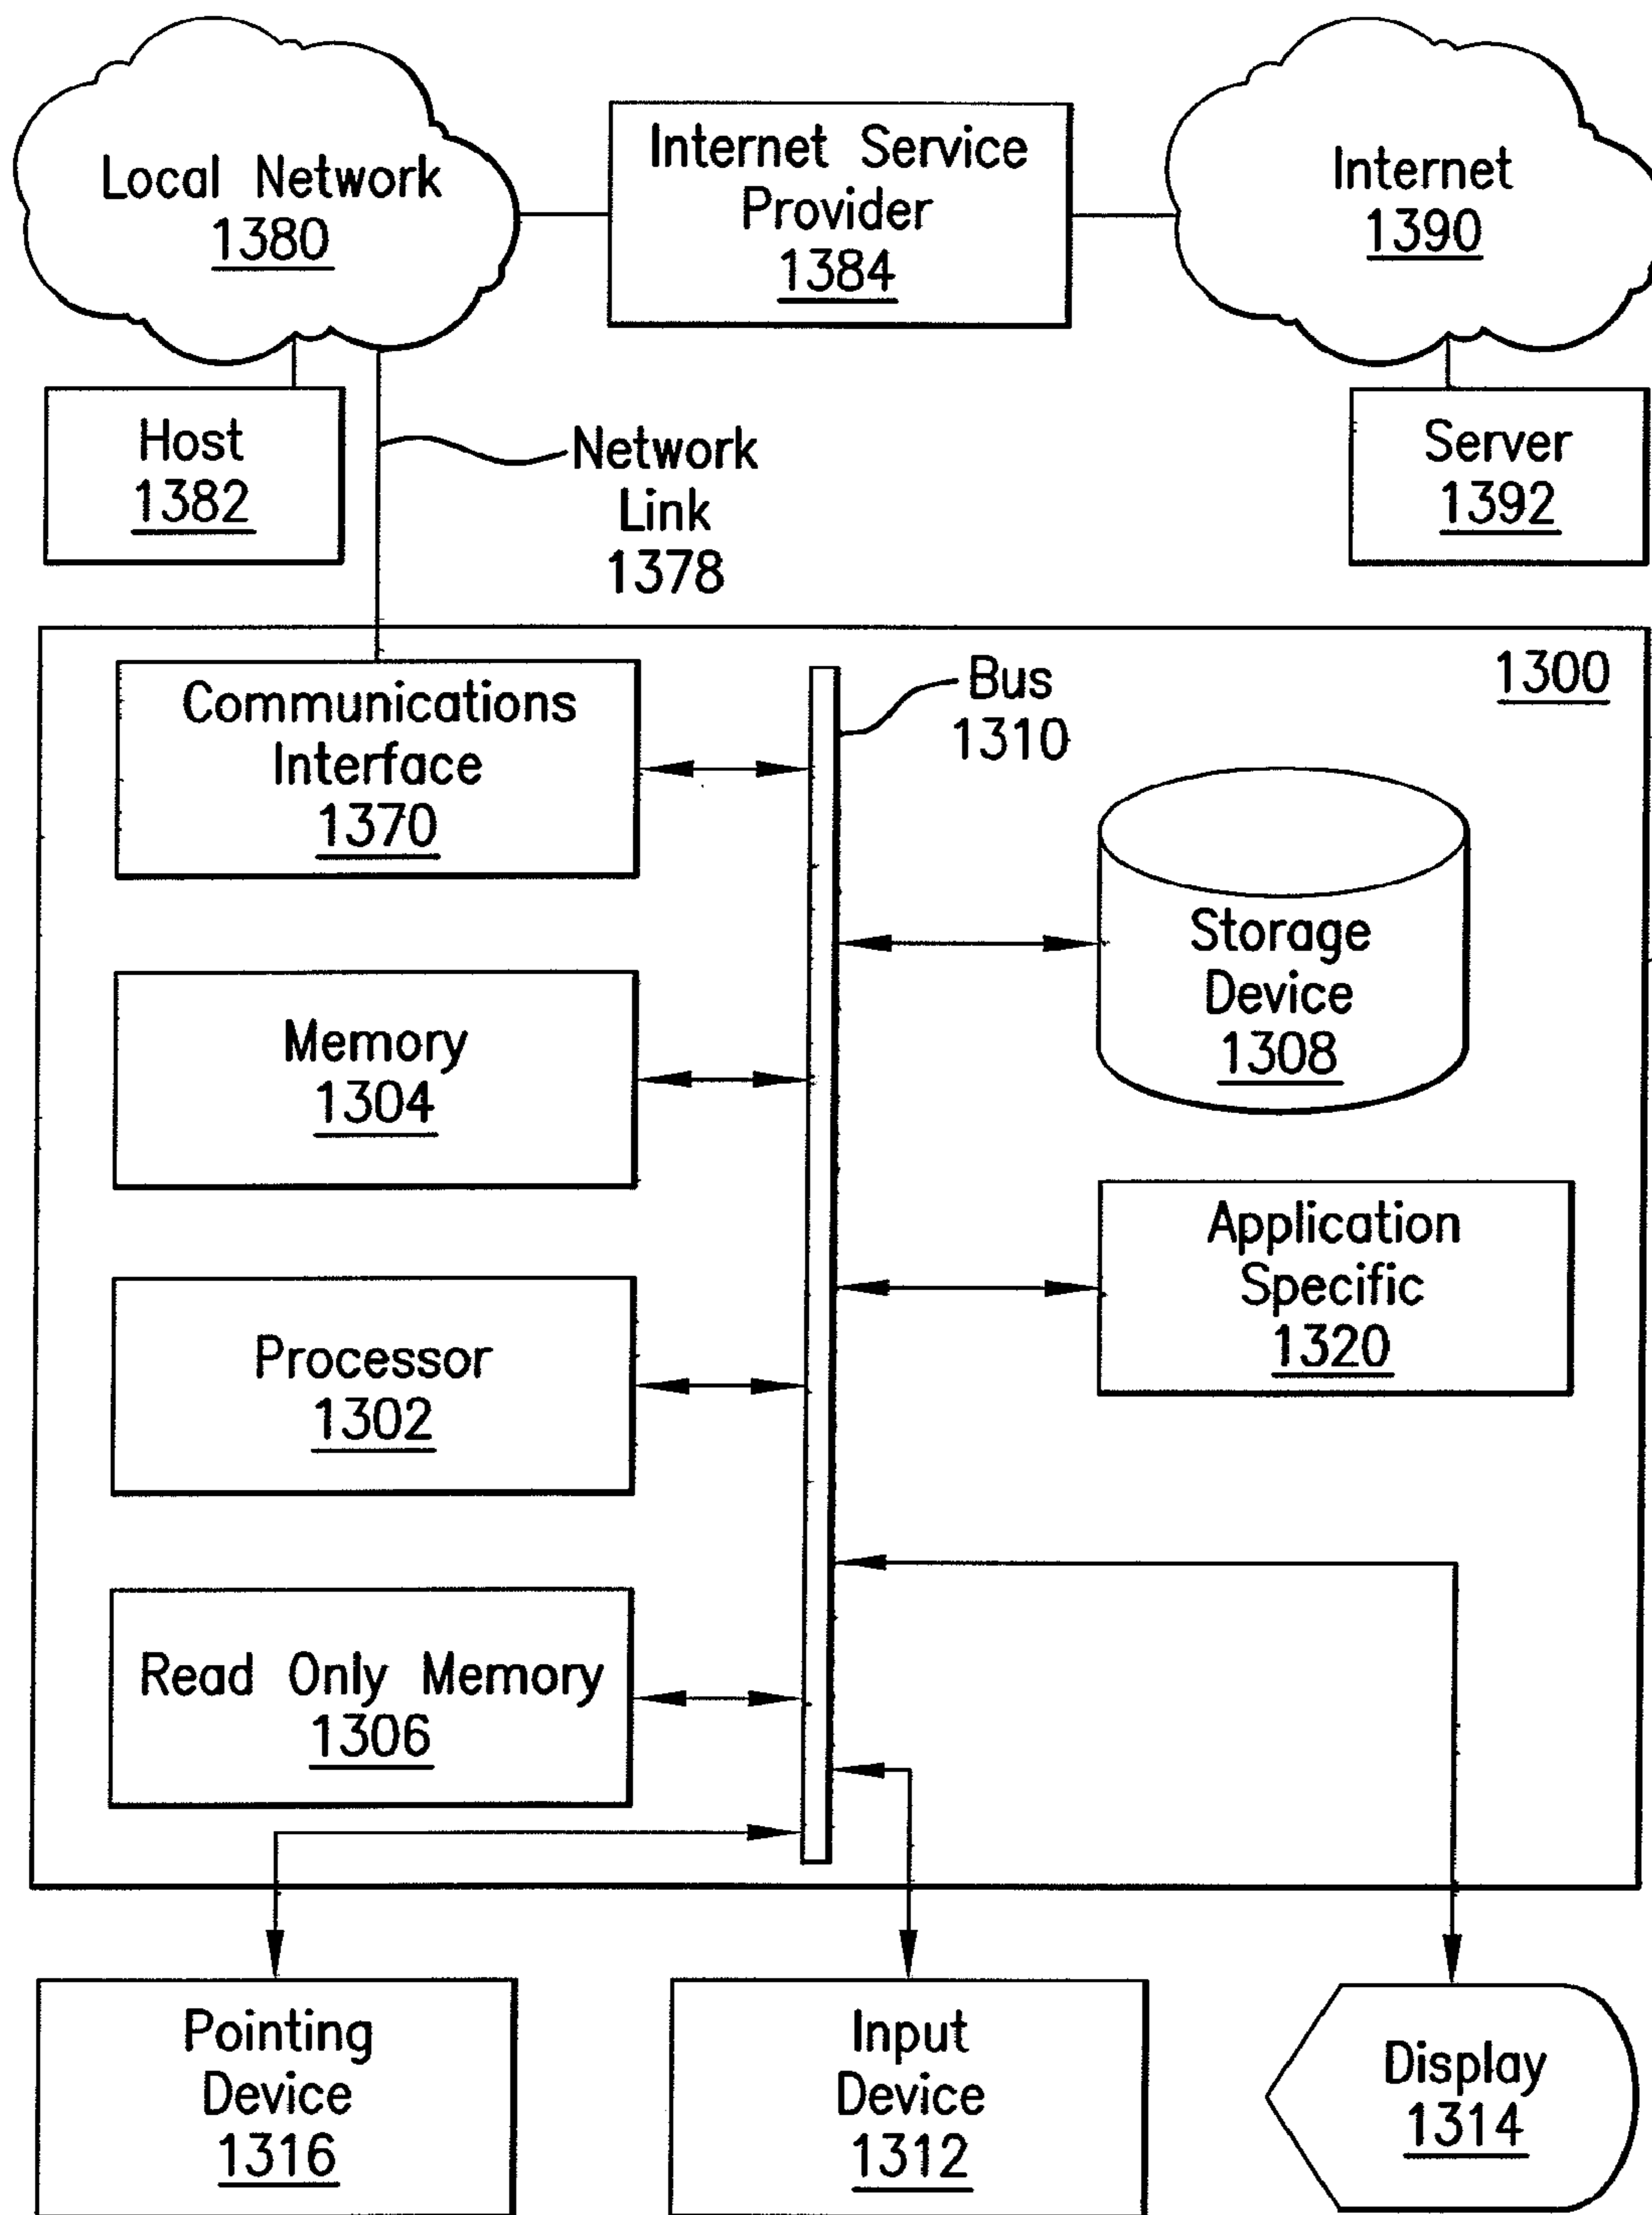 Local Network
1380
Internet Service
Provider
1384
Internet
1390
Host
1382
Network
Link
1378
Server
1392
1300
Communications
Interface
1370
Bus
1310
Storage
Device
1308
Memory
1304
Application
Specific
1320
Processor
1302
Read Only Memory
1306
Pointing
Device
1316
Input
Device
1312
Display
1314